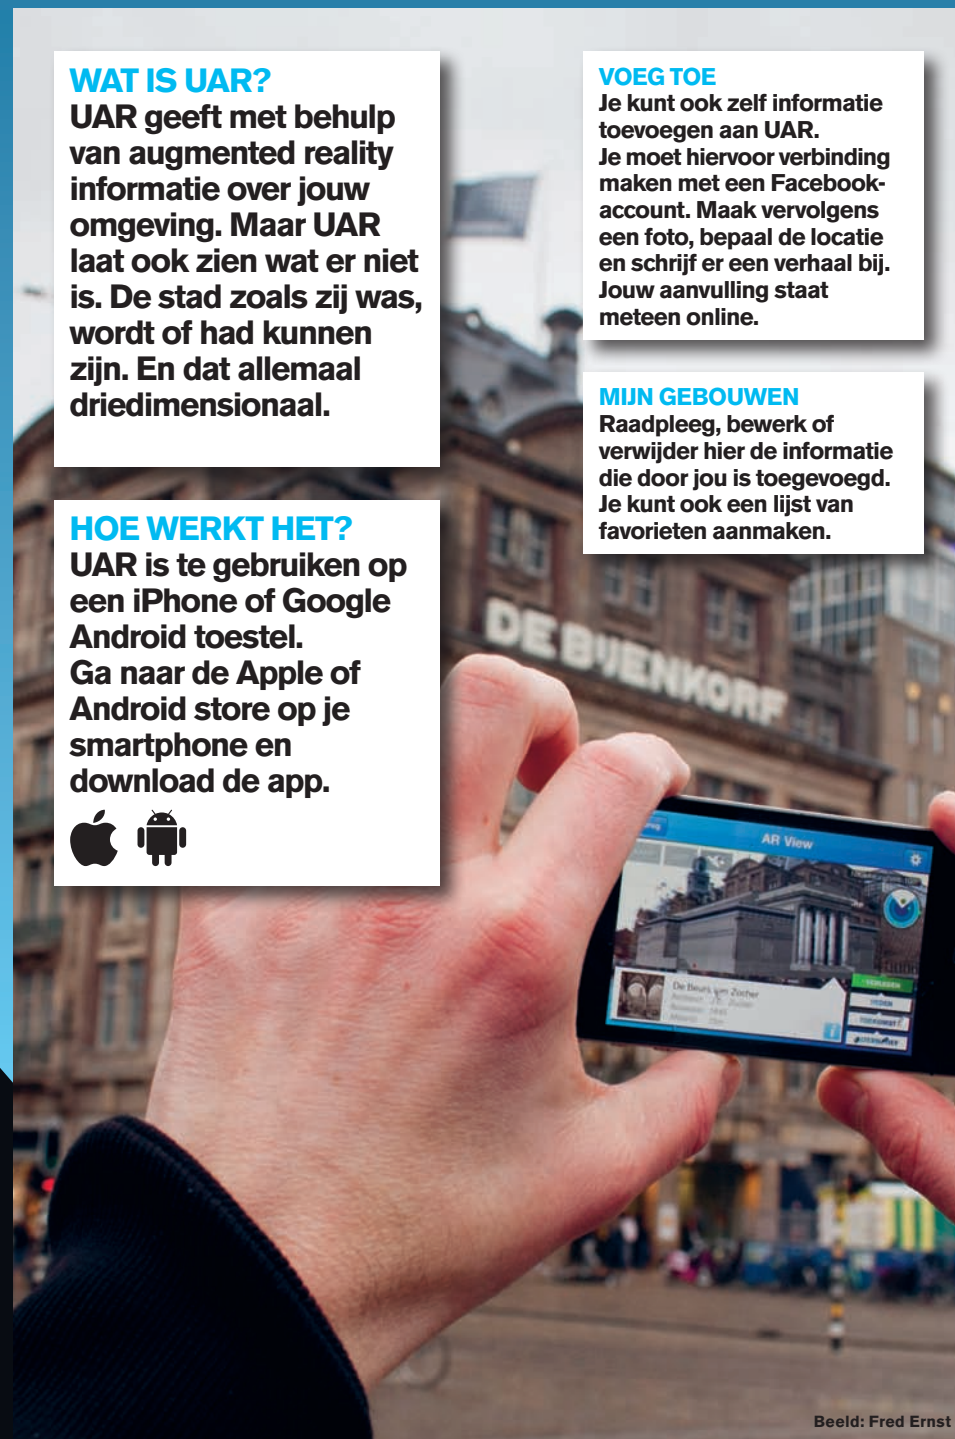 WAT IS UAR?
UAR geeft met behulp
van augmented reality
informatie over jouw
omgeving. Maar UAR
laat ook zien wat er niet
is. De stad zoals zij was,
wordt of had kunnen
zijn. En dat allemaal
driedimensionaal.
HOE WERKT HET?
UAR is te gebruiken op
een iPhone of Google
Android toestel.
Ga naar de Apple of
Android store op je
smartphone en
download de app.
VOEG TOE
Je kunt ook zelf informatie
toevoegen aan UAR.
Je moet hiervoor verbinding
maken met een Facebook-
account. Maak vervolgens
een foto, bepaal de locatie
en schrijf er een verhaal bij.
Jouw aanvulling staat
meteen online.
MIJN GEBOUWEN
Raadpleeg, bewerk of
verwijder hier de informatie
die door jou is toegevoegd.
Je kunt ook een lijst van
favorieten aanmaken.
DE BIJENKORF
AR View
De Beurs van Zocher
VERLEDEN
HEDEN
TOEKOMST
Beeld: Fred Ernst